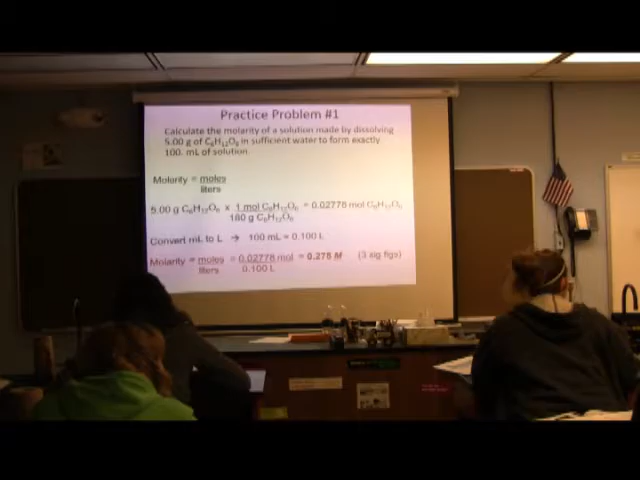 Practice Problem #1
Calculate the molarity of a solution made by dissolving
5.00 g of C₆H₁₂O₆ in sufficient water to form exactly
100. mL of solution.
Molarity = moles
liters
5.00 g C₆H₁₂O₆ x 1 mol C₆H₁₂O₆ = 0.02778 mol C₆H₁₂O₆
180 g C₆H₁₂O₆
Convert mL to L → 100 mL = 0.100 L
Molarity = moles = 0.02778 mol = 0.278 M (3 sig figs)
liters 0.100 L